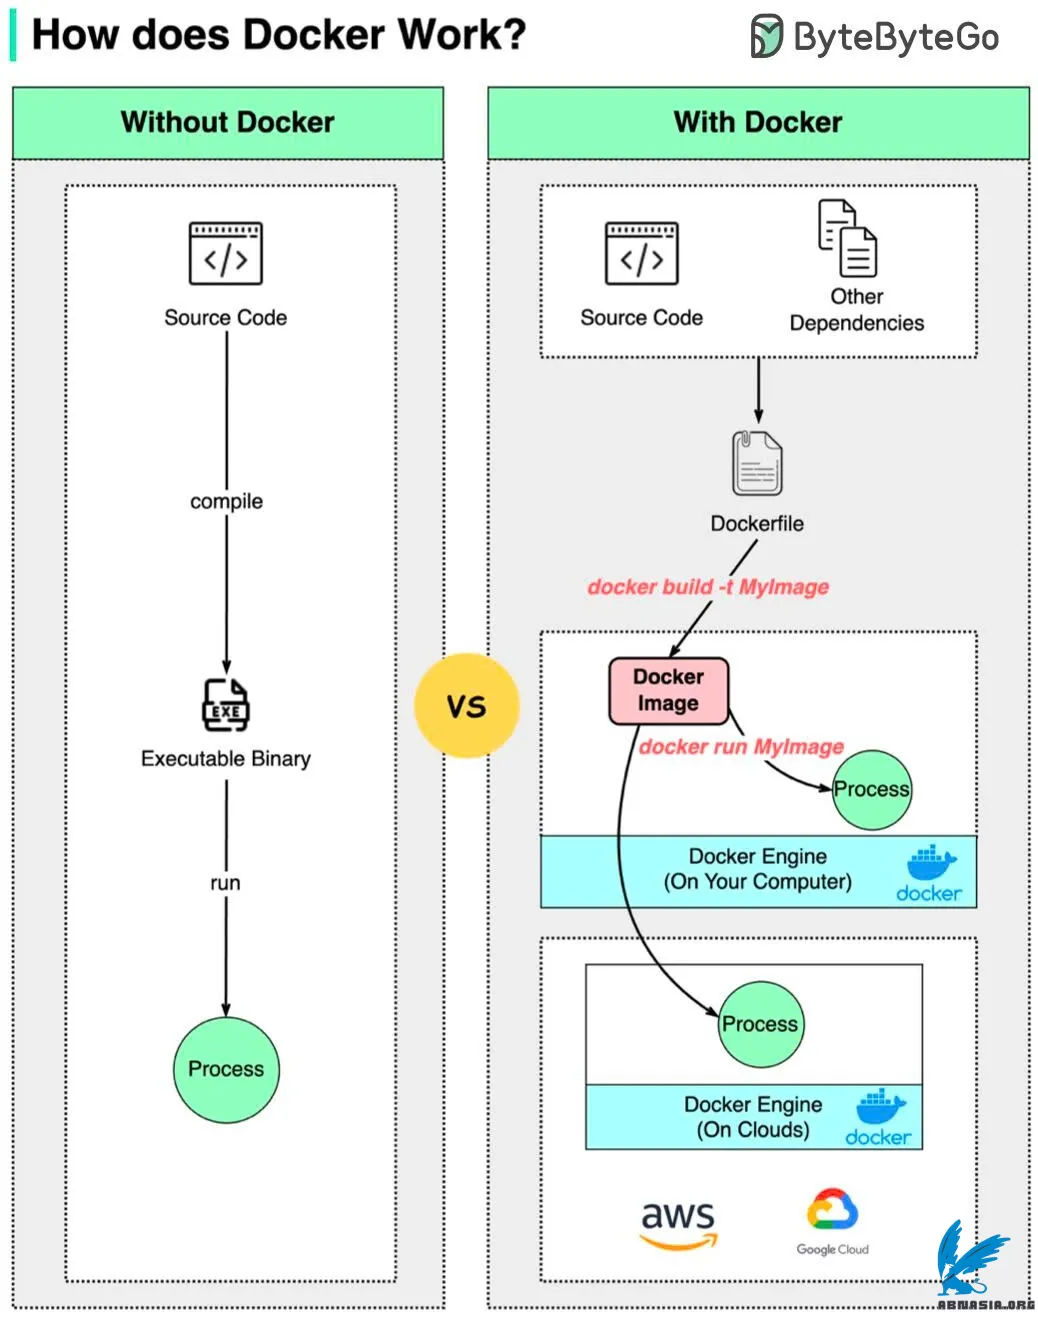 How does Docker Work?
ByteByteGo
Without Docker
Source Code
compile
EXE
Executable Binary
run
Process
VS
With Docker
Source Code
Other
Dependencies
Dockerfile
docker build -t MyImage
Docker
Image
docker run MyImage
Process
Docker Engine
(On Your Computer)
docker
Process
Docker Engine
(On Clouds)
docker
aws
Google Cloud
ABNASIA.ORG